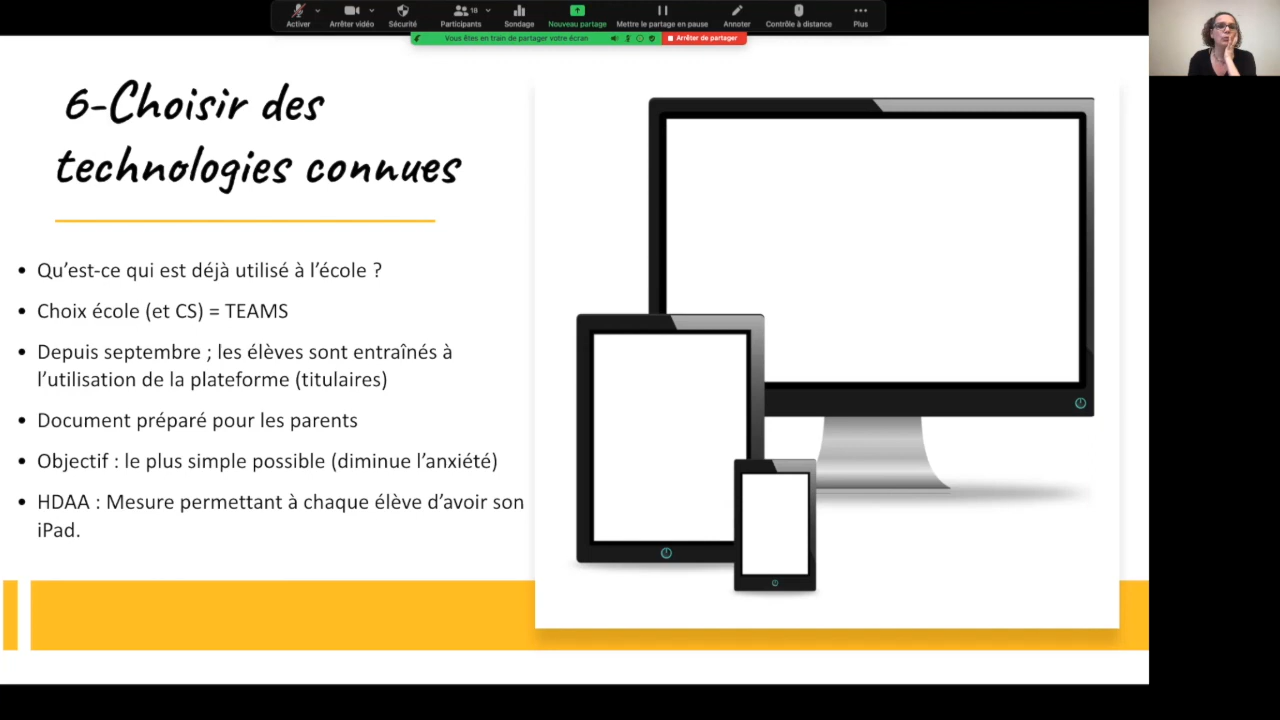 Activer
Arrêter vidéo
Sécurité
18
Participants
Sondage
Nouveau partage
Mettre le partage en pause
Annoter
Contrôle à distance
Plus
Vous êtes en train de partager votre écran
Arrêter de partager
6-Choisir des
technologies connues
• Qu’est-ce qui est déjà utilisé à l’école ?
• Choix école (et CS) = TEAMS
• Depuis septembre ; les élèves sont entraînés à
l’utilisation de la plateforme (titulaires)
• Document préparé pour les parents
• Objectif : le plus simple possible (diminue l’anxiété)
• HDAA : Mesure permettant à chaque élève d’avoir son
iPad.